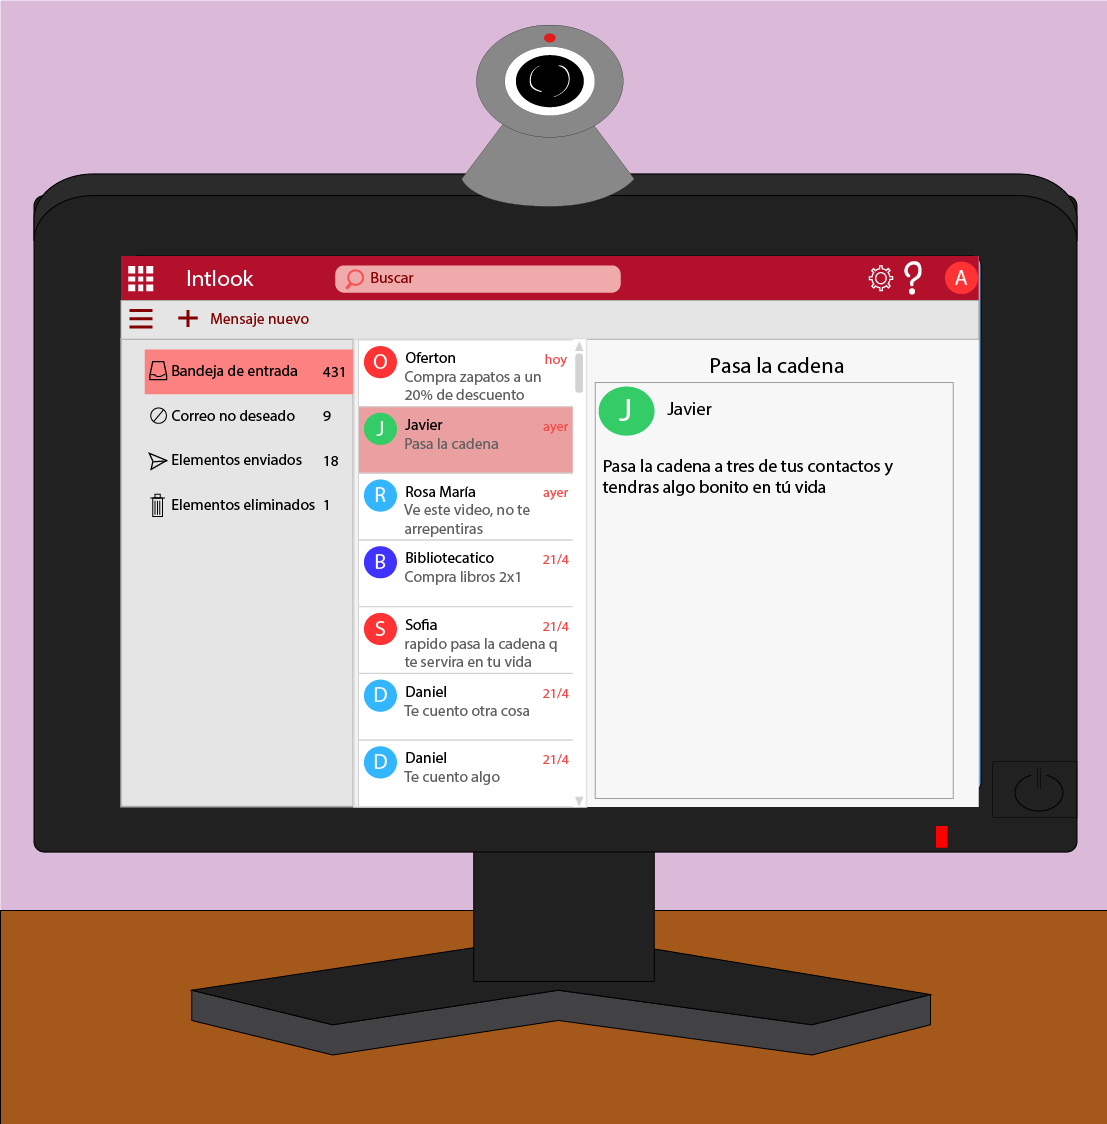 Intlook
Buscar
A
Mensaje nuevo
Bandeja de entrada 431
Correo no deseado 9
Elementos enviados 18
Elementos eliminados 1
O
Oferton hoy
Compra zapatos a un
20% de descuento
J
Javier ayer
Pasa la cadena
R
Rosa María ayer
Ve este video, no te
arrepentiras
B
Bibliotecatico 21/4
Compra libros 2x1
S
Sofia 21/4
rapido pasa la cadena q
te servira en tu vida
D
Daniel 21/4
Te cuento otra cosa
D
Daniel 21/4
Te cuento algo
Pasa la cadena
J
Javier
Pasa la cadena a tres de tus contactos y
tendras algo bonito en tú vida